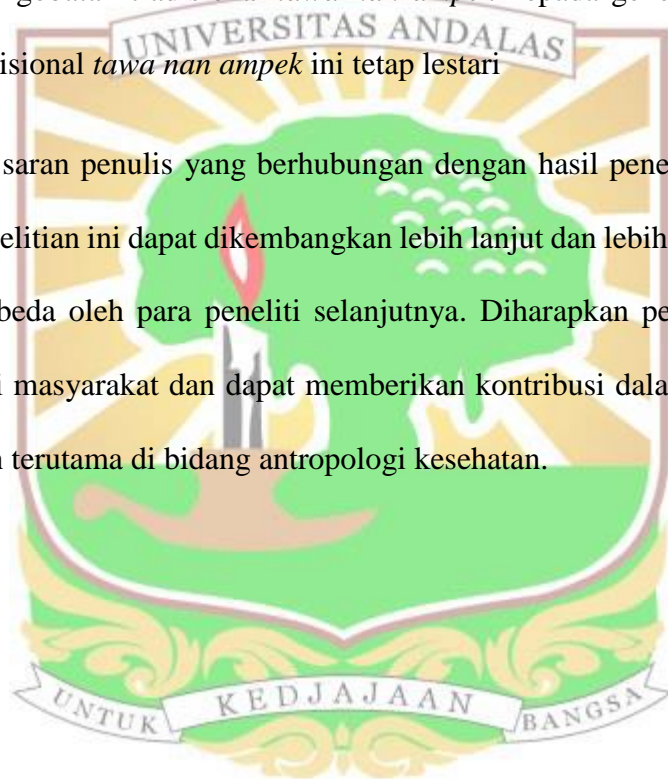 UNIVERSITAS ANDALAS
isional tawa nan ampek ini tetap lestari
saran penulis yang berhubungan dengan hasil pene
elitian ini dapat dikembangkan lebih lanjut dan lebih
beda oleh para peneliti selanjutnya. Diharapkan pe
i masyarakat dan dapat memberikan kontribusi dala
terutama di bidang antropologi kesehatan.
UNTUK KEDJAJAAN BANGSA